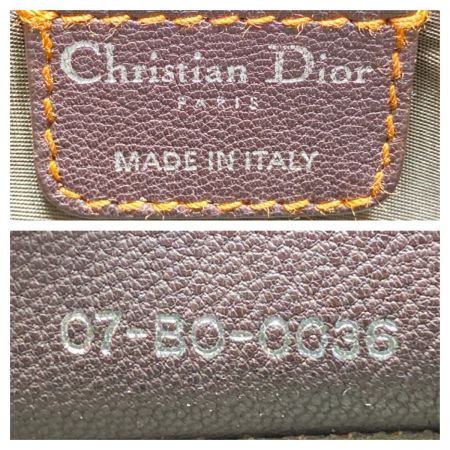 Christian Dior
PARIS
MADE IN ITALY
07-BO-0036